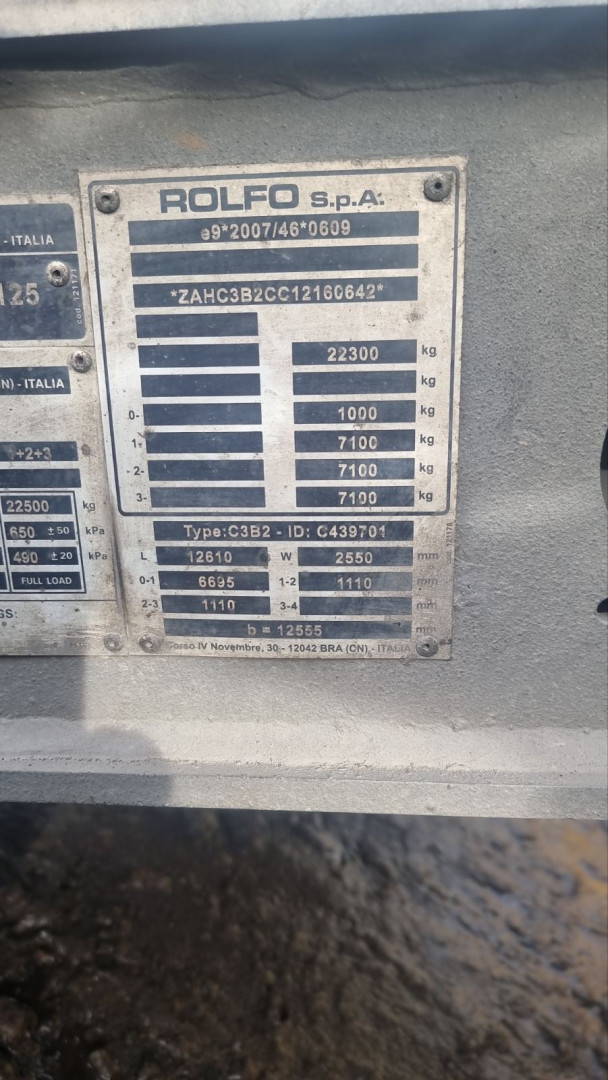 ROLFO S.p.A.
e9*2007/46*0609
*ZAHC3B2CC12160642*
22300 kg
kg
0- 1000 kg
1- 7100 kg
-2- 7100 kg
3- 7100 kg
Type:C3B2 - ID: C439701
L 12610 W 2550 mm
0-1 6695 1-2 1110 mm
2-3 1110 3-4 mm
b = 12555 mm
Corso IV Novembre, 30 - 12042 BRA (CN) - ITALIA
- ITALIA
125
cod. 121171
N) - ITALIA
+2+3
22500 kg
650 ±50 kPa
490 ±20 kPa
FULL LOAD
GS: